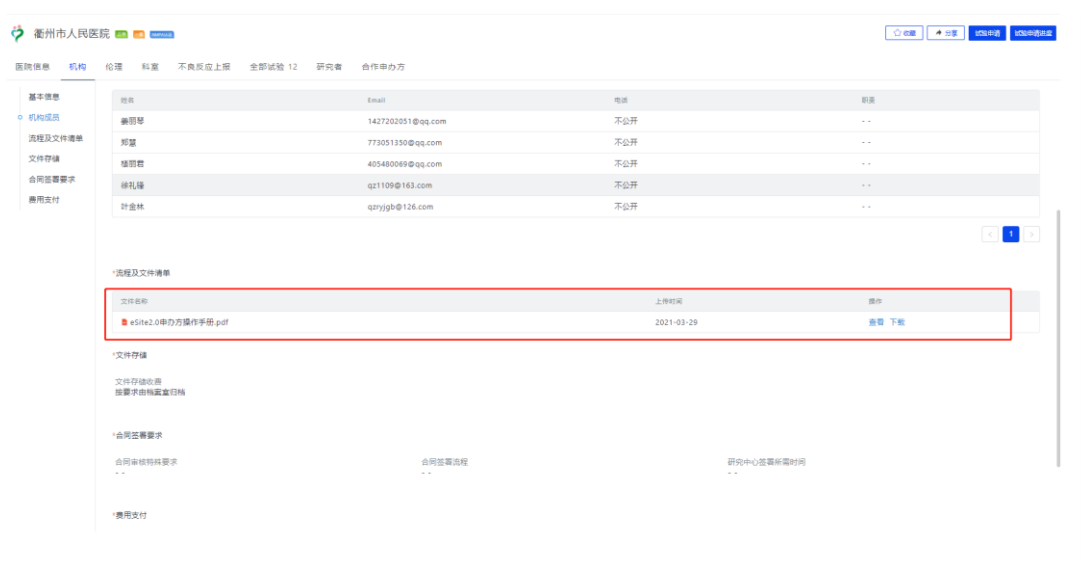 衢州市人民医院
收藏 分享 试验申请 试验申请进度
医院信息 机构 伦理 科室 不良反应上报 全部试验 12 研究者 合作申办方
基本信息
机构成员
流程及文件清单
文件存储
合同签署要求
费用支付
姓名 Email 电话 职责
姜丽琴 1427202051@qq.com 不公开 - -
郑慧 773051350@qq.com 不公开 - -
405480069@qq.com 不公开 - -
徐礼锋 qz1109@163.com 不公开 - -
叶金林 qzryjgb@126.com 不公开 - -
< 1 >
*流程及文件清单
文件名称 上传时间 操作
eSite2.0申办方操作手册.pdf 2021-03-29 查看 下载
*文件存储
文件存储收费
按要求由档案室归档
*合同签署要求
合同审核特殊要求 合同签署流程 研究中心签署所需时间
- - - - - -
*费用支付